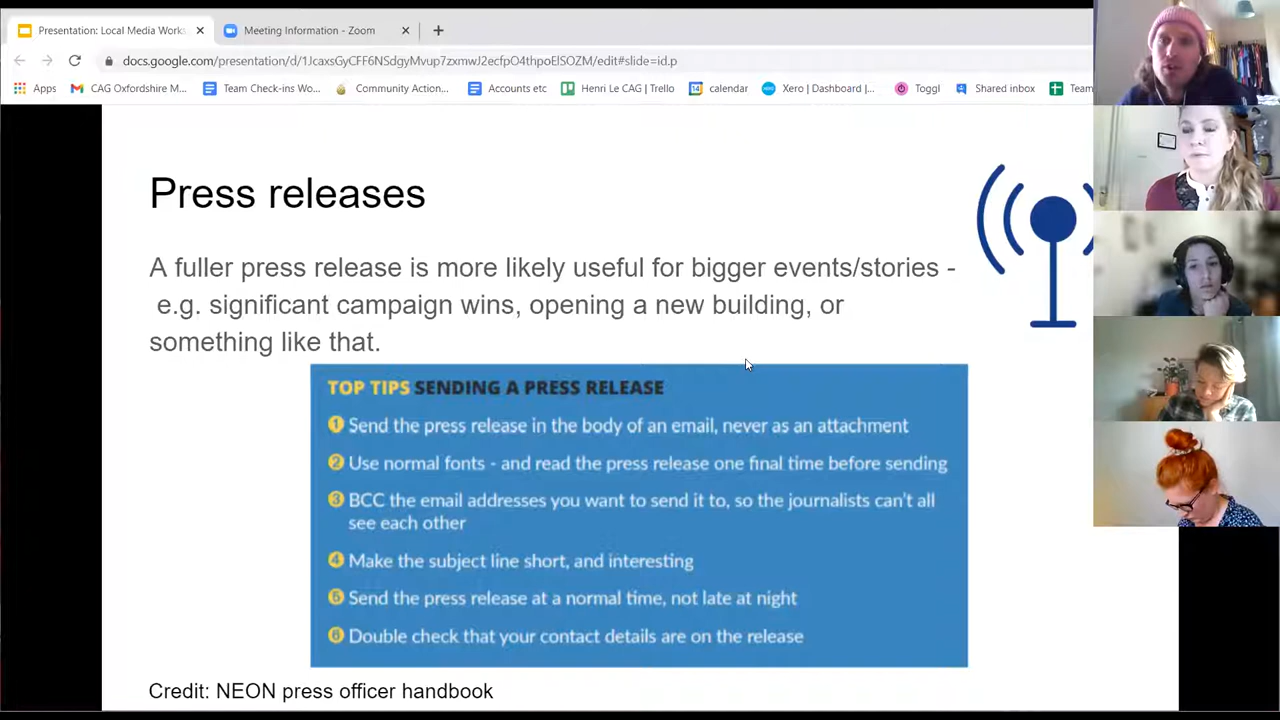 Presentation: Local Media Works
Meeting Information - Zoom
docs.google.com/presentation/d/1JcaxsGyCFF6NSdgyMvup7zxmwJ2ecfpO4thpoElSOZM/edit#slide=id.p
Apps CAG Oxfordshire M... Team Check-ins Wo... Community Action... Accounts etc Henri Le CAG | Trello 14 calendar Xero | Dashboard |... Toggl Shared inbox Team
Press releases
A fuller press release is more likely useful for bigger events/stories -
e.g. significant campaign wins, opening a new building, or
something like that.
TOP TIPS SENDING A PRESS RELEASE
1 Send the press release in the body of an email, never as an attachment
2 Use normal fonts - and read the press release one final time before sending
3 BCC the email addresses you want to send it to, so the journalists can't all
see each other
4 Make the subject line short, and interesting
5 Send the press release at a normal time, not late at night
6 Double check that your contact details are on the release
Credit: NEON press officer handbook